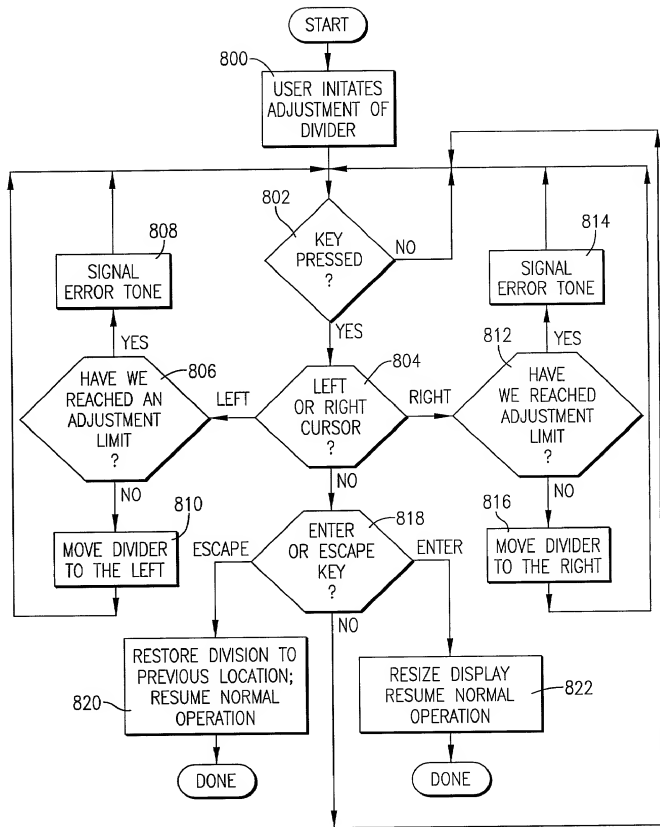 START
800
USER INITATES
ADJUSTMENT OF
DIVIDER
802
KEY
PRESSED
?
NO
YES
808
SIGNAL
ERROR TONE
814
SIGNAL
ERROR TONE
YES
806
HAVE WE
REACHED AN
ADJUSTMENT
LIMIT
?
LEFT
804
LEFT
OR RIGHT
CURSOR
?
RIGHT
YES
812
HAVE
WE REACHED
ADJUSTMENT
LIMIT
?
NO
NO
NO
810
MOVE DIVIDER
TO THE LEFT
816
MOVE DIVIDER
TO THE RIGHT
818
ESCAPE
ENTER
OR ESCAPE
KEY
?
ENTER
NO
RESTORE DIVISION TO
PREVIOUS LOCATION;
RESUME NORMAL
OPERATION
820
RESIZE DISPLAY
RESUME NORMAL
OPERATION
822
DONE
DONE